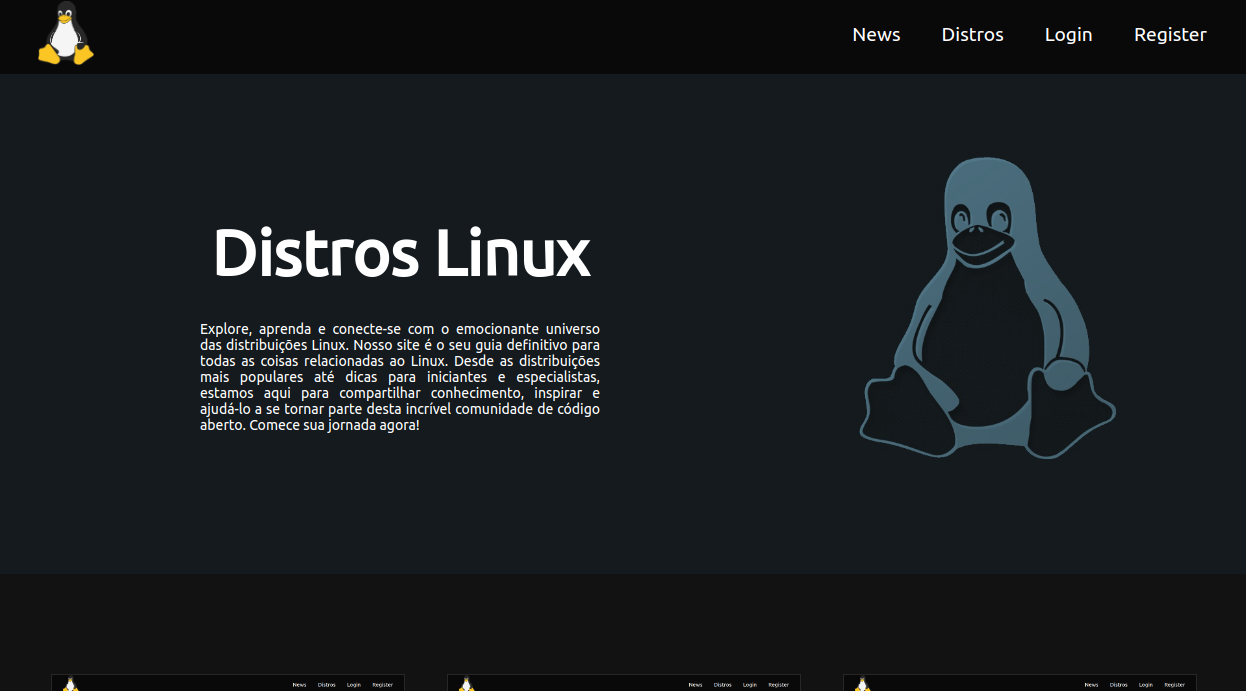 News Distros Login Register
Distros Linux
Explore, aprenda e conecte-se com o emocionante universo
das distribuições Linux. Nosso site é o seu guia definitivo para
todas as coisas relacionadas ao Linux. Desde as distribuições
mais populares até dicas para iniciantes e especialistas,
estamos aqui para compartilhar conhecimento, inspirar e
ajudá-lo a se tornar parte desta incrível comunidade de código
aberto. Comece sua jornada agora!
News Distros Login Register
News Distros Login Register
News Distros Login Register